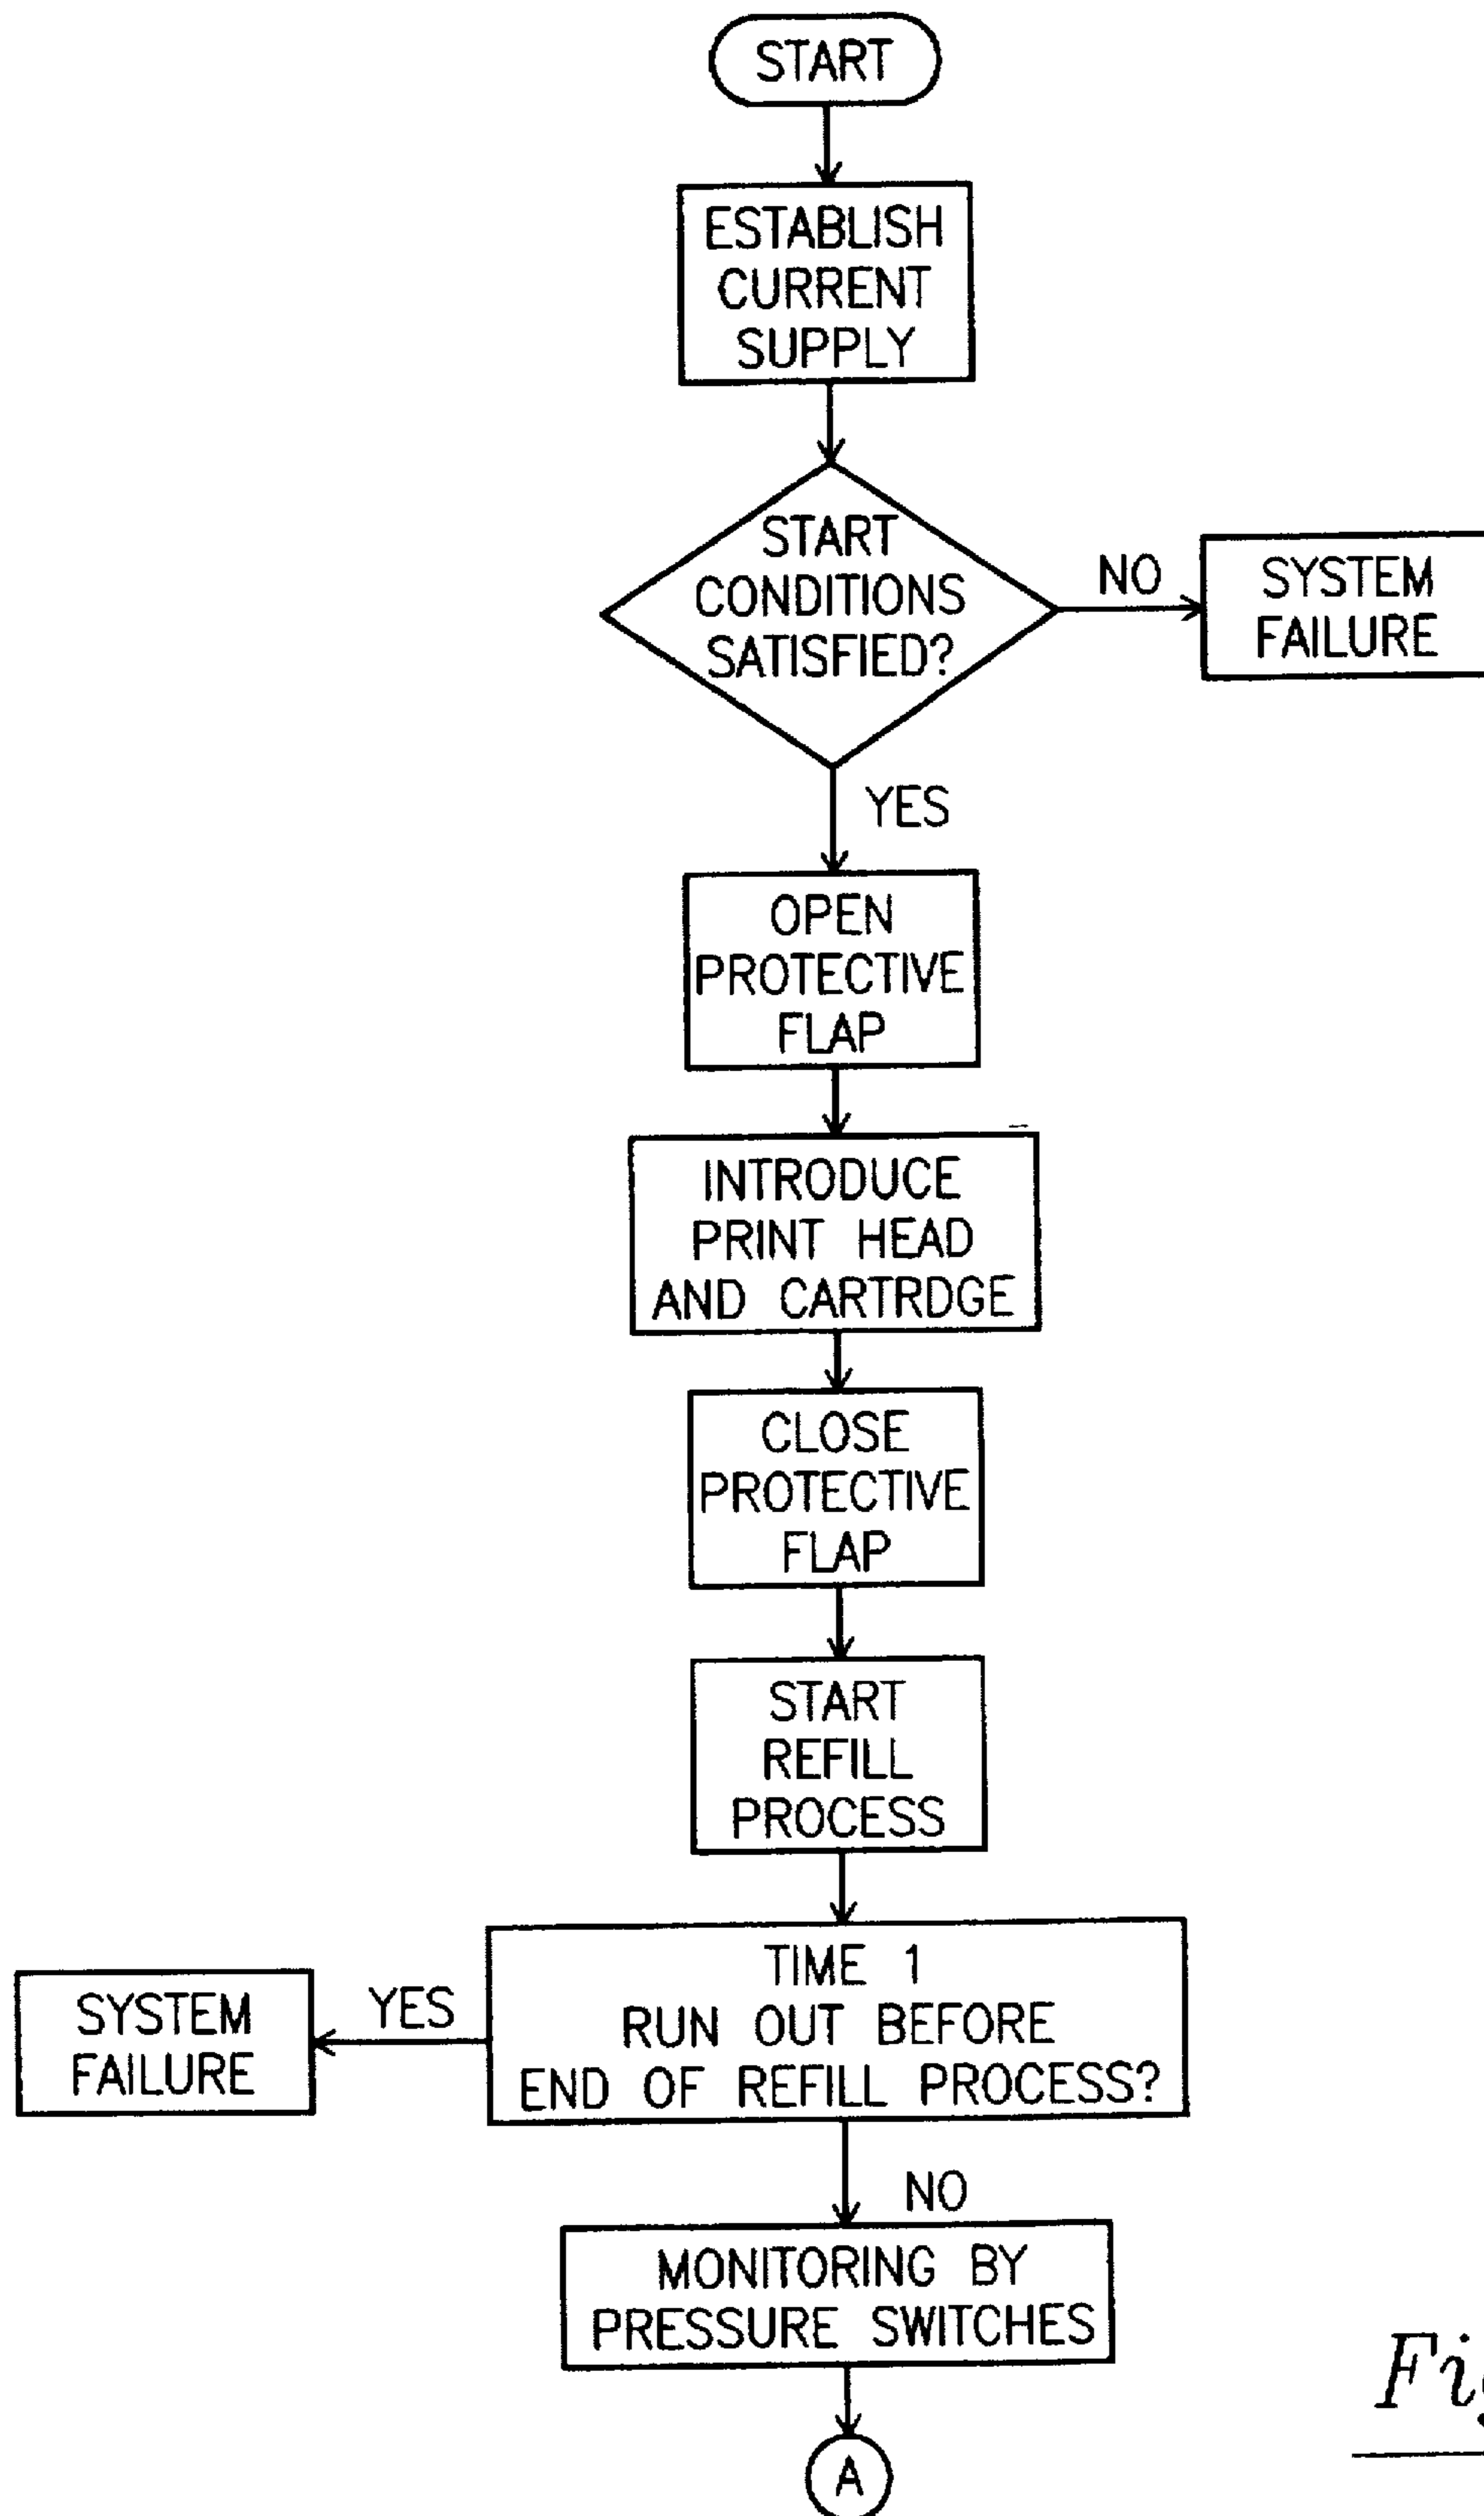 START
ESTABLISH
CURRENT
SUPPLY
START
CONDITIONS
SATISFIED?
NO
SYSTEM
FAILURE
YES
OPEN
PROTECTIVE
FLAP
INTRODUCE
PRINT HEAD
AND CARTRDGE
CLOSE
PROTECTIVE
FLAP
START
REFILL
PROCESS
TIME 1
RUN OUT BEFORE
END OF REFILL PROCESS?
YES
SYSTEM
FAILURE
NO
MONITORING BY
PRESSURE SWITCHES
A